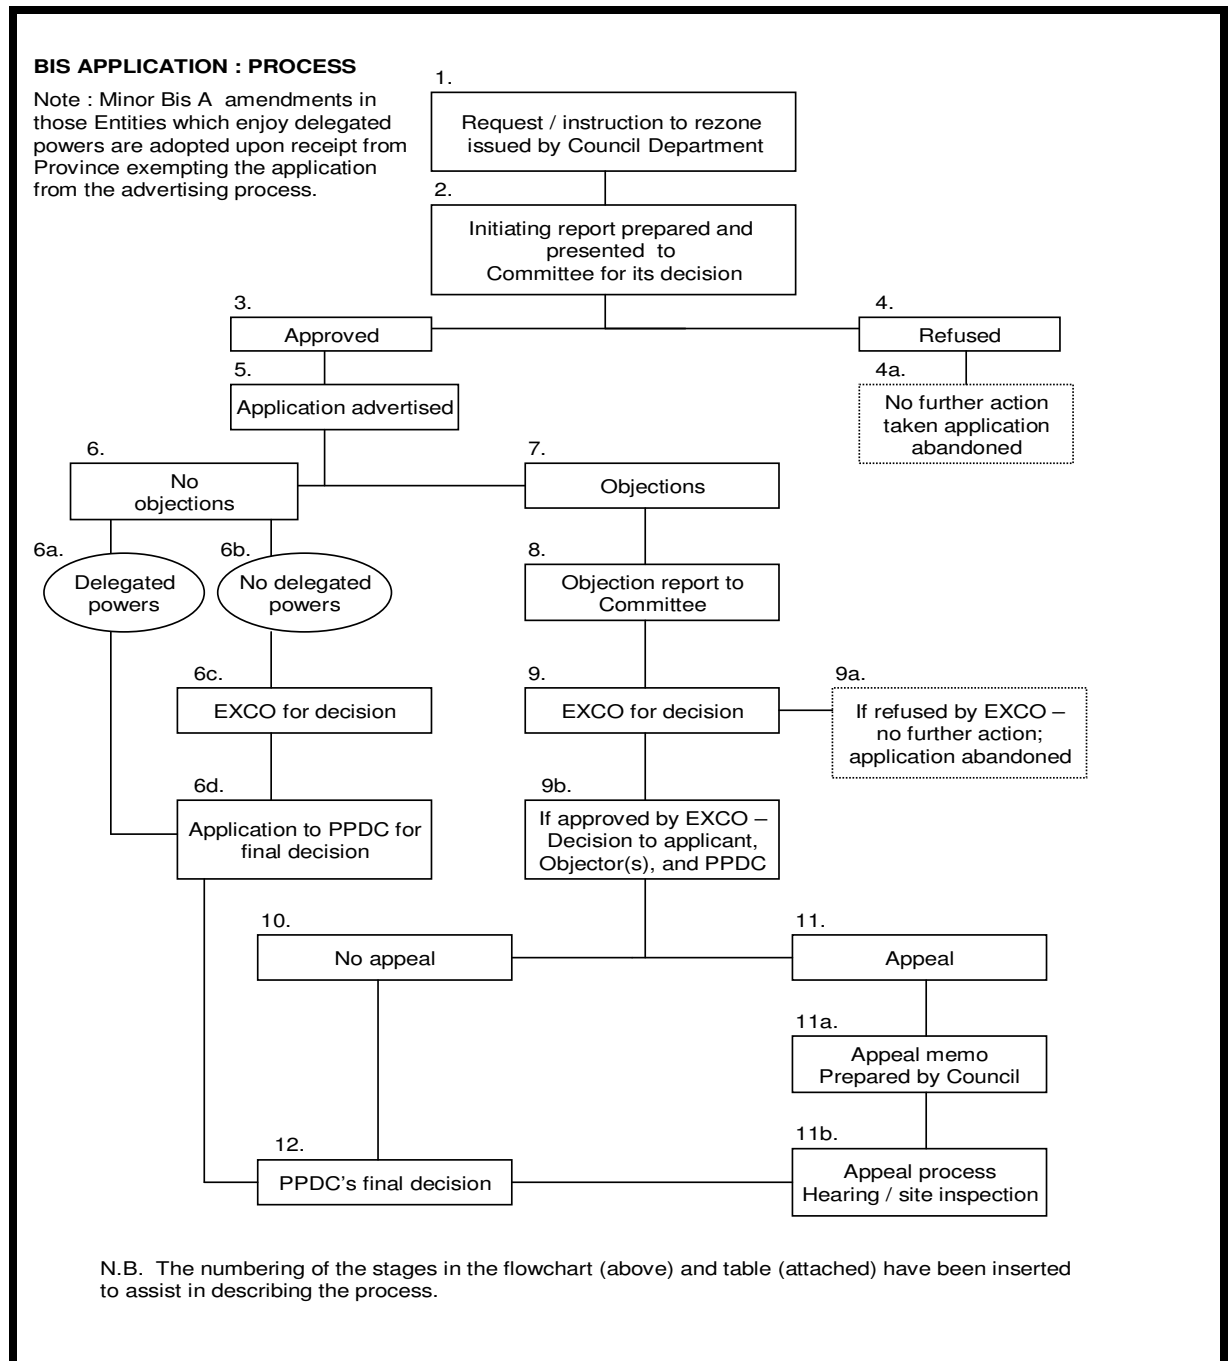 BIS APPLICATION : PROCESS
Note : Minor Bis A  amendments in
those Entities which enjoy delegated
powers are adopted upon receipt from
Province exempting the application
from the advertising process.
1.
Request / instruction to rezone
issued by Council Department
2.
Initiating report prepared and
presented  to
Committee for its decision
3.
Approved
4.
Refused
4a.
No further action
taken application
abandoned
5.
Application advertised
6.
No
objections
7.
Objections
6a.
Delegated
powers
6b.
No delegated
powers
8.
Objection report to
Committee
6c.
EXCO for decision
9.
EXCO for decision
9a.
If refused by EXCO –
no further action;
application abandoned
6d.
Application to PPDC for
final decision
9b.
If approved by EXCO –
Decision to applicant,
Objector(s), and PPDC
10.
No appeal
11.
Appeal
11a.
Appeal memo
Prepared by Council
11b.
Appeal process
Hearing / site inspection
12.
PPDC's final decision
N.B.  The numbering of the stages in the flowchart (above) and table (attached) have been inserted
to assist in describing the process.